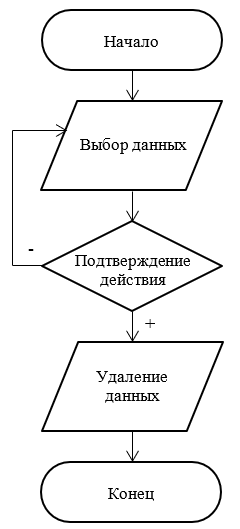 Начало
Выбор данных
Подтверждение
действия
-
+
Удаление
данных
Конец